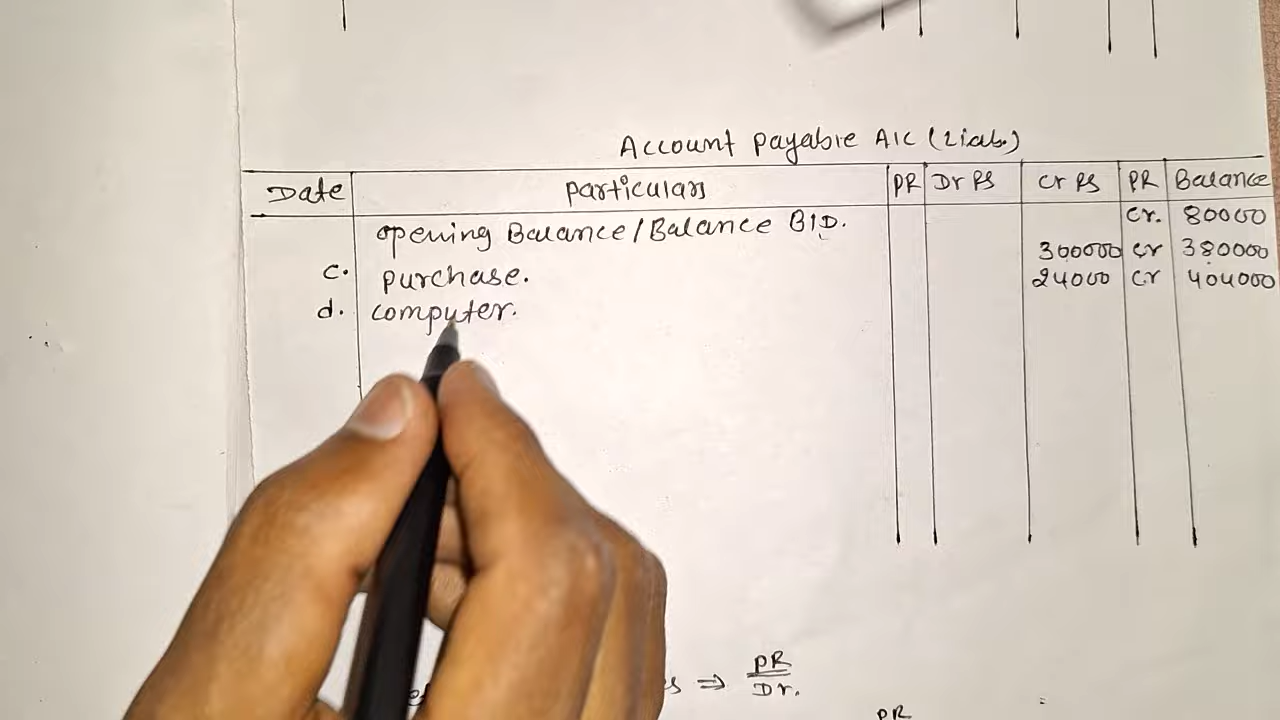 Account payable A/C (Liab.)
Date particulars PR Dr RS Cr RS PR Balance
opening Balance/Balance B/D. Cr. 80000
c. purchase. 300000 cr 380000
d. computer. 24000 cr 404000
⇒ PR
Dr.
PR